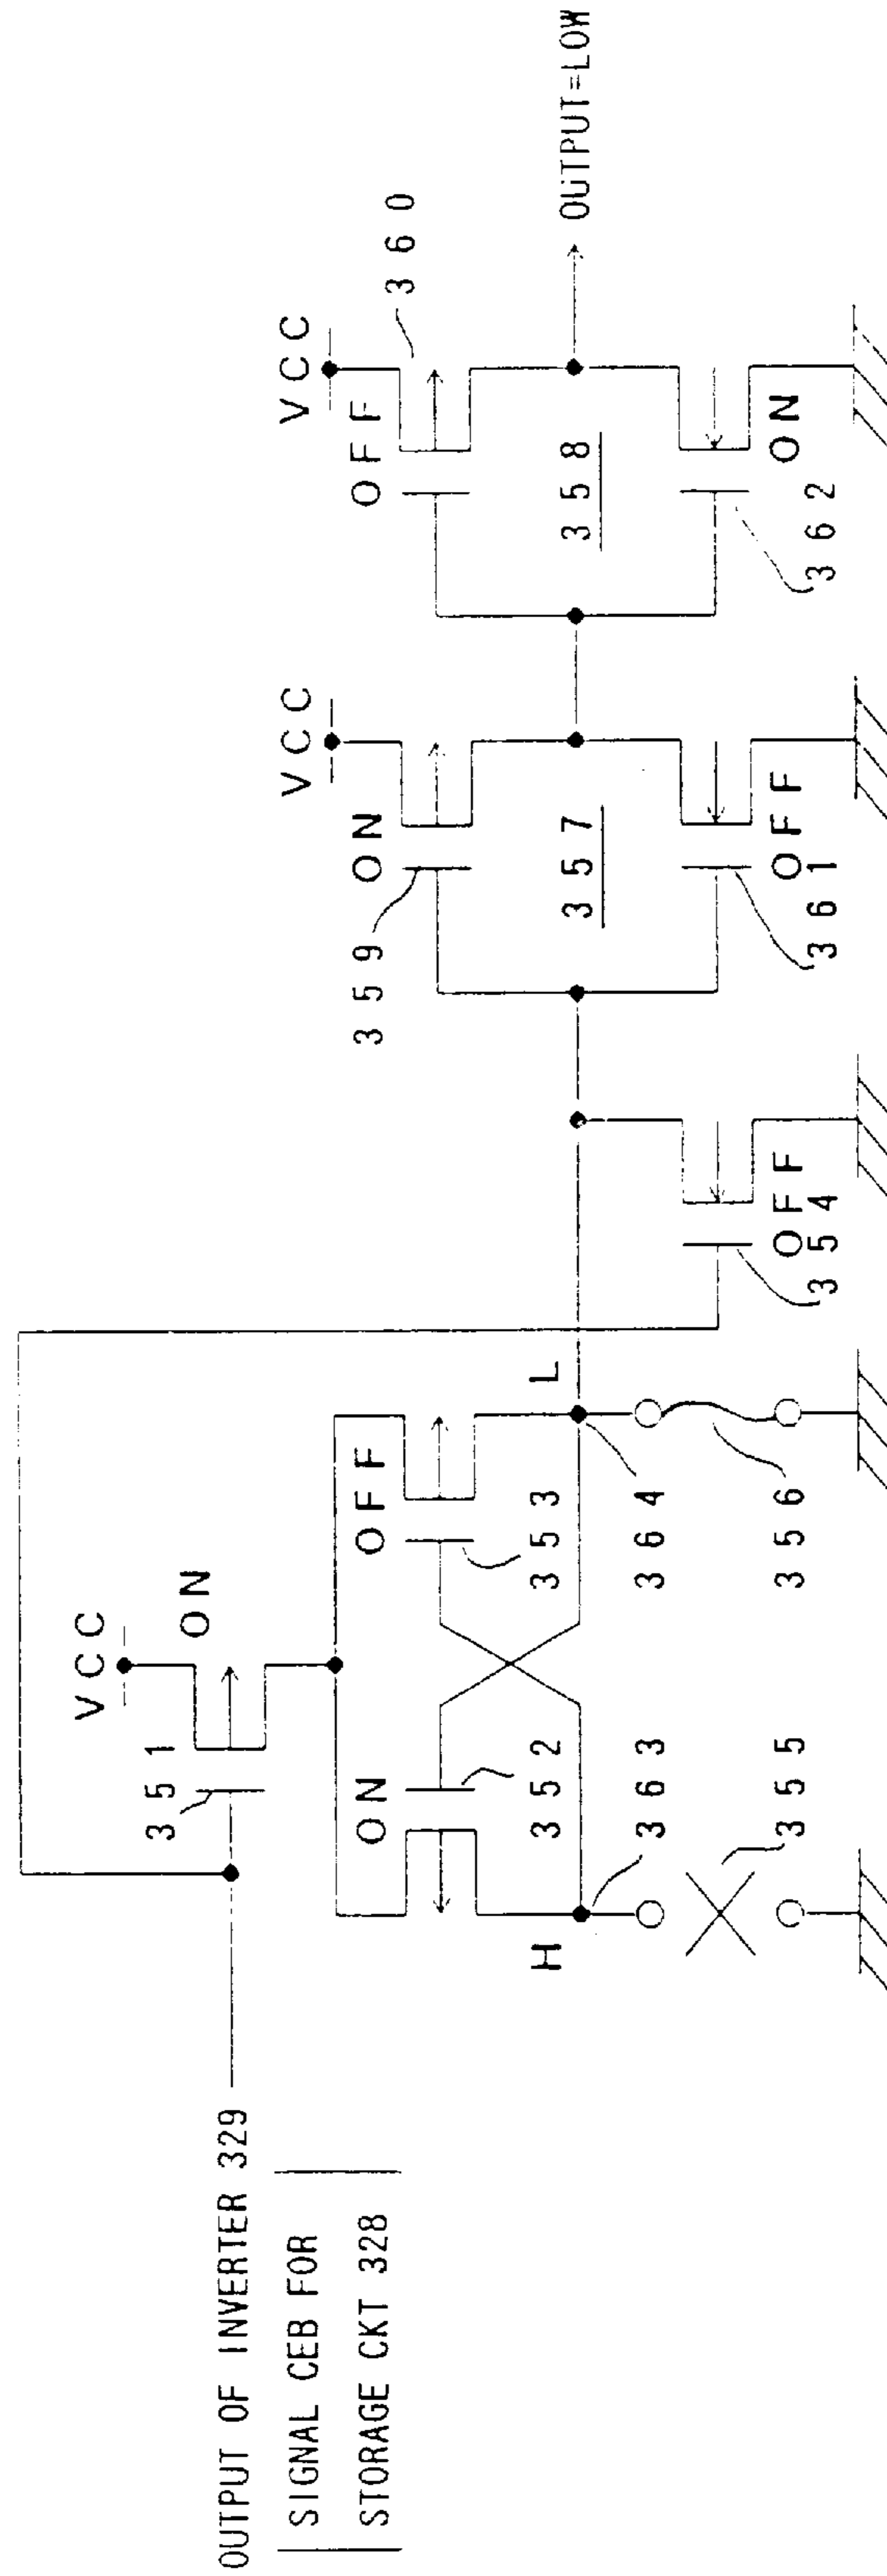 OUTPUT OF INVERTER 329
SIGNAL CEB FOR
STORAGE CKT 328
VCC
351
ON
ON
352
OFF
353
H
363
355
L
364
356
OFF
354
VCC
359
ON
357
OFF
361
VCC
OFF
360
358
ON
362
OUTPUT=LOW